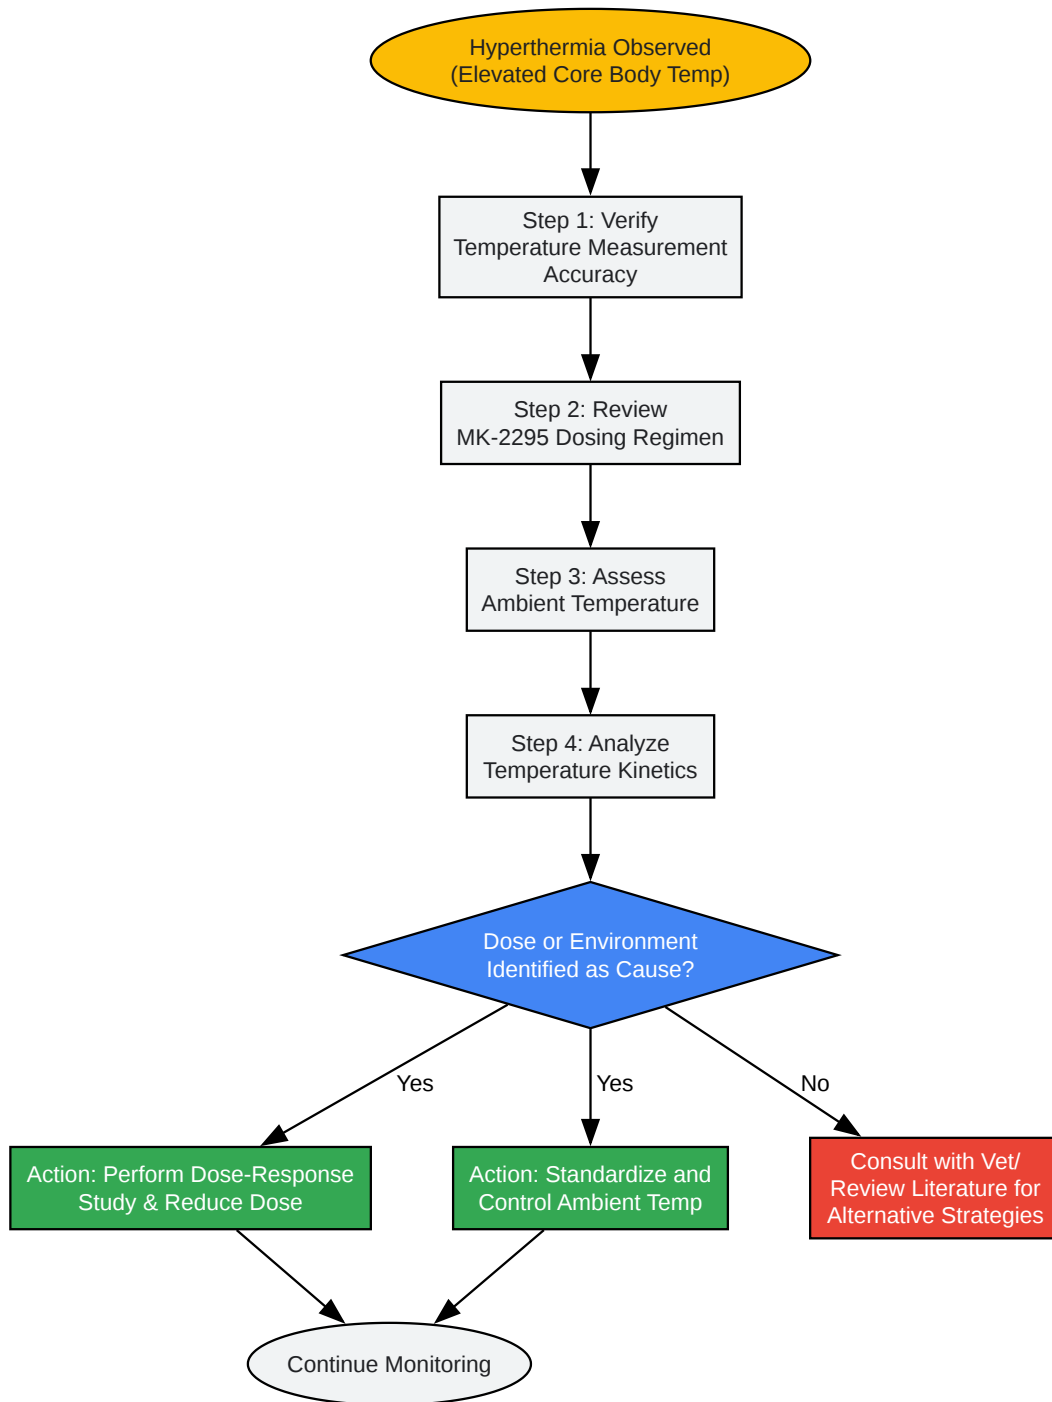 Hyperthermia Observed
(Elevated Core Body Temp)
Step 1: Verify
Temperature Measurement
Accuracy
Step 2: Review
MK-2295 Dosing Regimen
Step 3: Assess
Ambient Temperature
Step 4: Analyze
Temperature Kinetics
Dose or Environment
Identified as Cause?
Yes
Yes
No
Action: Perform Dose-Response
Study & Reduce Dose
Action: Standardize and
Control Ambient Temp
Consult with Vet/
Review Literature for
Alternative Strategies
Continue Monitoring